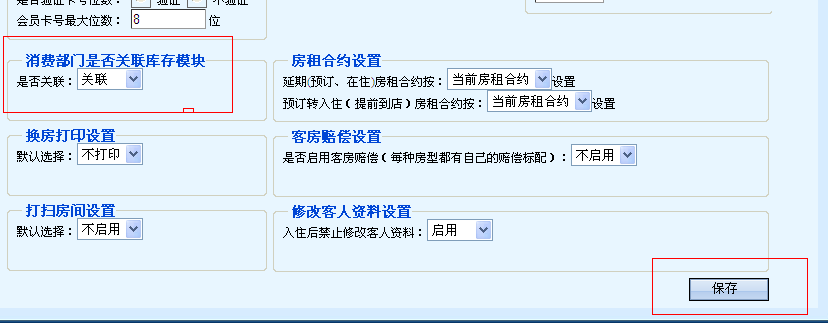 是否验证卡号位数： 验证 不验证
会员卡号最大位数： 8 位
消费部门是否关联库存模块
是否关联： 关联
房租合约设置
延期(预订、在住)房租合约按： 当前房租合约 设置
预订转入住(提前到店)房租合约按： 当前房租合约 设置
换房打印设置
默认选择： 不打印
客房赔偿设置
是否启用客房赔偿(每种房型都有自己的赔偿标配)： 不启用
打扫房间设置
默认选择： 不启用
修改客人资料设置
入住后禁止修改客人资料： 启用
保存